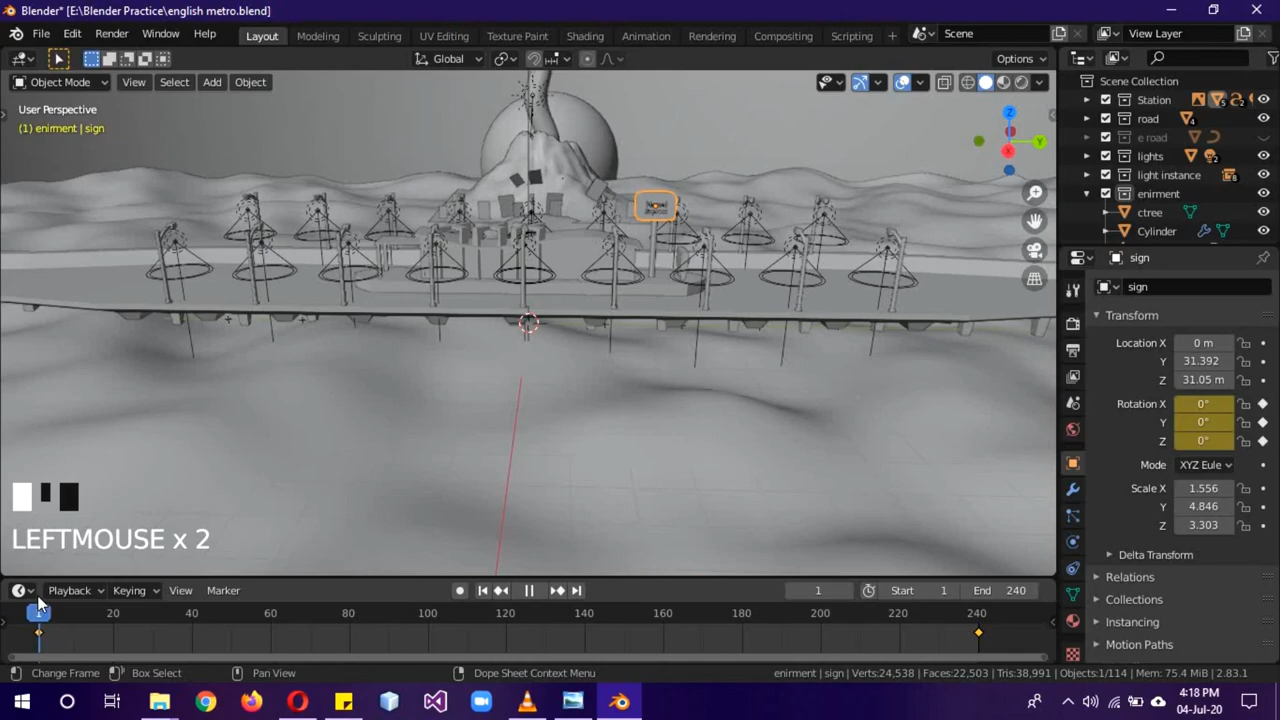 Blender* [E:\Blender Practice\english metro.blend]
File Edit Render Window Help Layout Modeling Sculpting UV Editing Texture Paint Shading Animation Rendering Compositing Scripting Scene View Layer
Global Options
Object Mode View Select Add Object
User Perspective
(1) enirment | sign
Scene Collection
Station
road
e road
lights
light instance
enirment
ctree
Cylinder
sign
sign
Transform
Location X 0 m
Y 31.392
Z 31.05 m
Rotation X 0°
Y 0°
Z 0°
Mode XYZ Eule
Scale X 1.556
Y 4.846
Z 3.303
Delta Transform
Relations
Collections
Instancing
Motion Paths
LEFTMOUSE x 2
Playback Keying View Marker 1 Start 1 End 240
1 20 40 60 80 100 120 140 160 180 200 220 240
Change Frame Box Select Pan View Dope Sheet Context Menu enirment | sign | Verts:24,538 | Faces:22,503 | Tris:38,991 | Objects:1/114 | Mem: 75.4 MiB | 2.83.1
4:18 PM
04-Jul-20